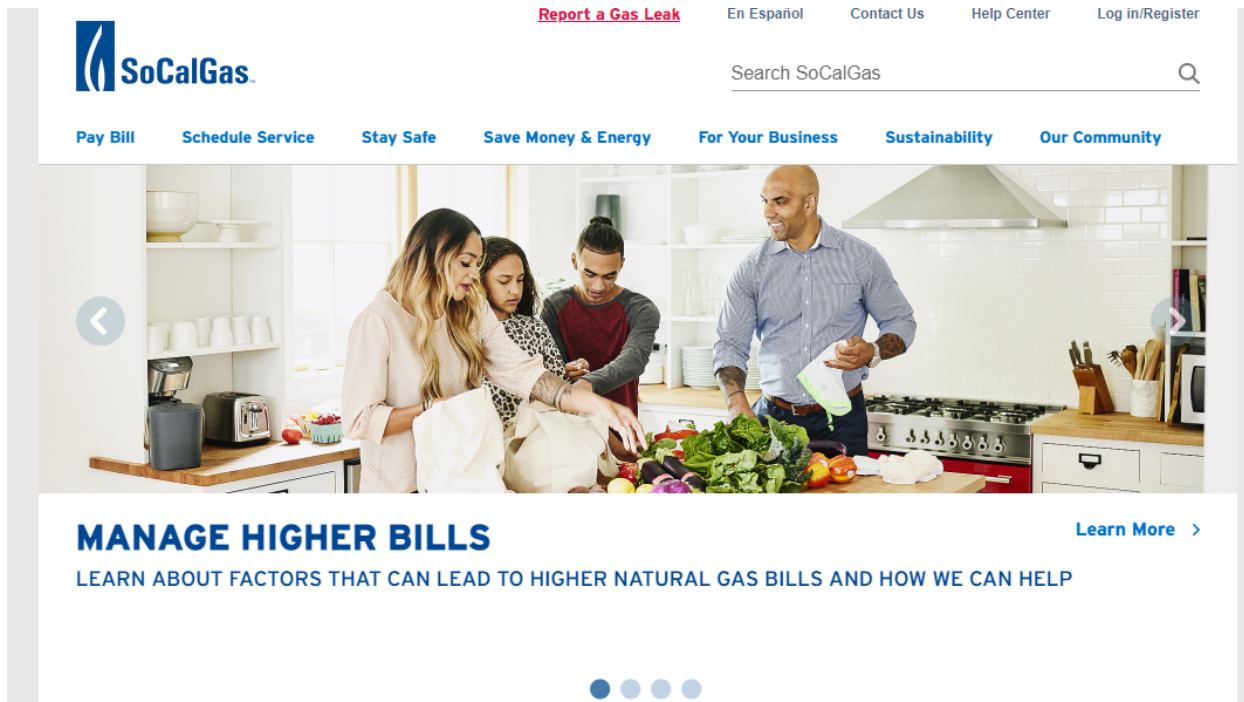 Report a Gas Leak En Español Contact Us Help Center Log in/Register
SoCalGas
Search SoCalGas
Pay Bill Schedule Service Stay Safe Save Money & Energy For Your Business Sustainability Our Community
MANAGE HIGHER BILLS
Learn More >
LEARN ABOUT FACTORS THAT CAN LEAD TO HIGHER NATURAL GAS BILLS AND HOW WE CAN HELP